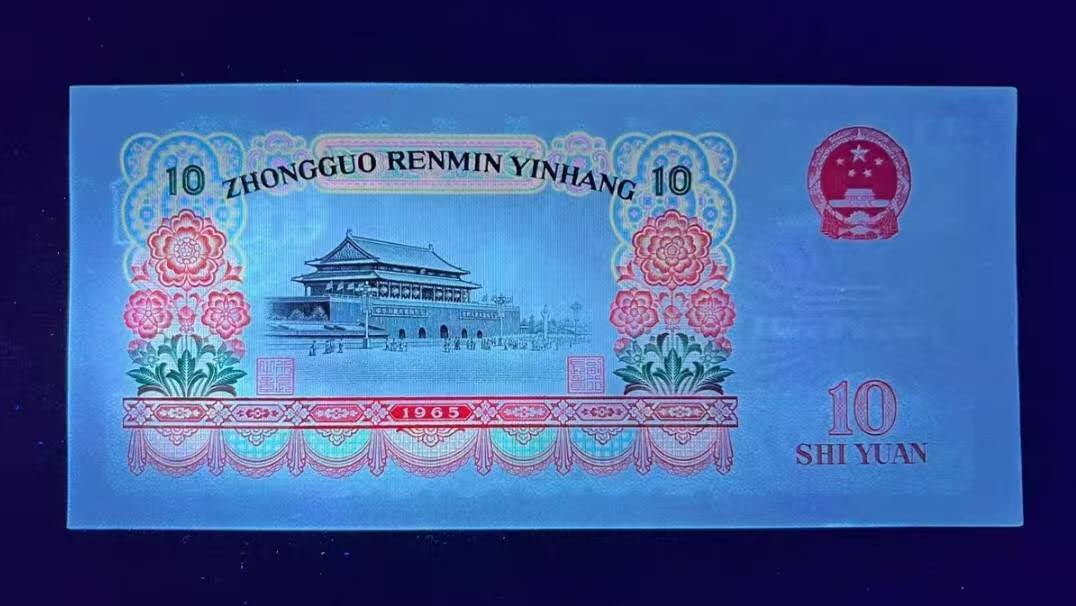 10 ZHONGGUO RENMIN YINHANG 10
1965
10
SHI YUAN